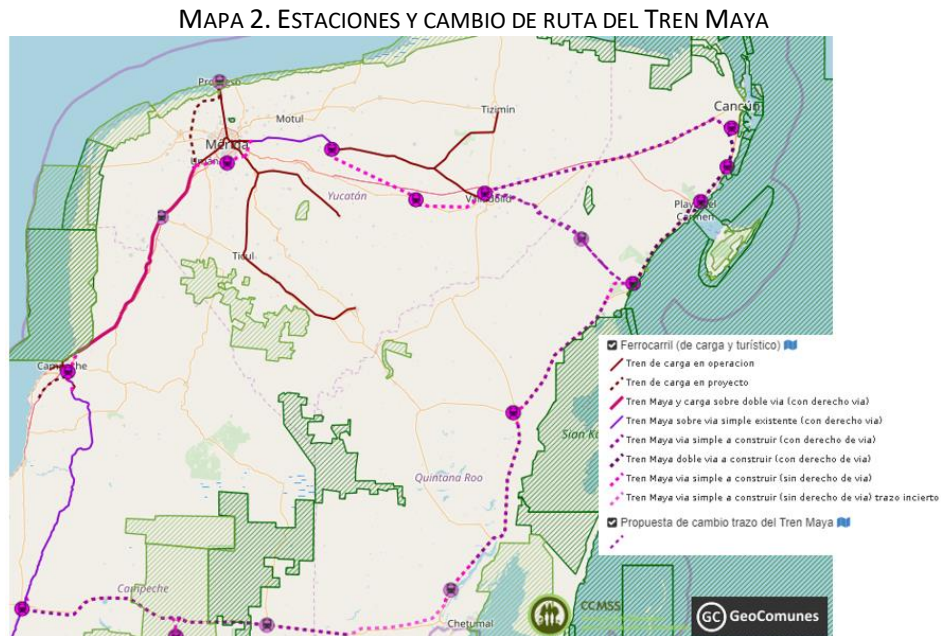 MAPA 2. ESTACIONES Y CAMBIO DE RUTA DEL TREN MAYA
Progreso
Motul
Tizimín
Cancún
Mérida
Umán
Yucatán
Valladolid
Playa del
Carmen
Ticul
Campeche
Sian Ka
Quintana Roo
Campeche
Chetumal
Ferrocarril (de carga y turístico)
Tren de carga en operacion
Tren de carga en proyecto
Tren Maya y carga sobre doble via (con derecho via)
Tren Maya sobre via simple existente (con derecho via)
Tren Maya via simple a construir (con derecho de via)
Tren Maya doble via a construir (con derecho de via)
Tren Maya via simple a construir (sin derecho de via)
Tren Maya via simple a construir (sin derecho de via) trazo incierto
Propuesta de cambio trazo del Tren Maya
CCMSS
GC GeoComunes